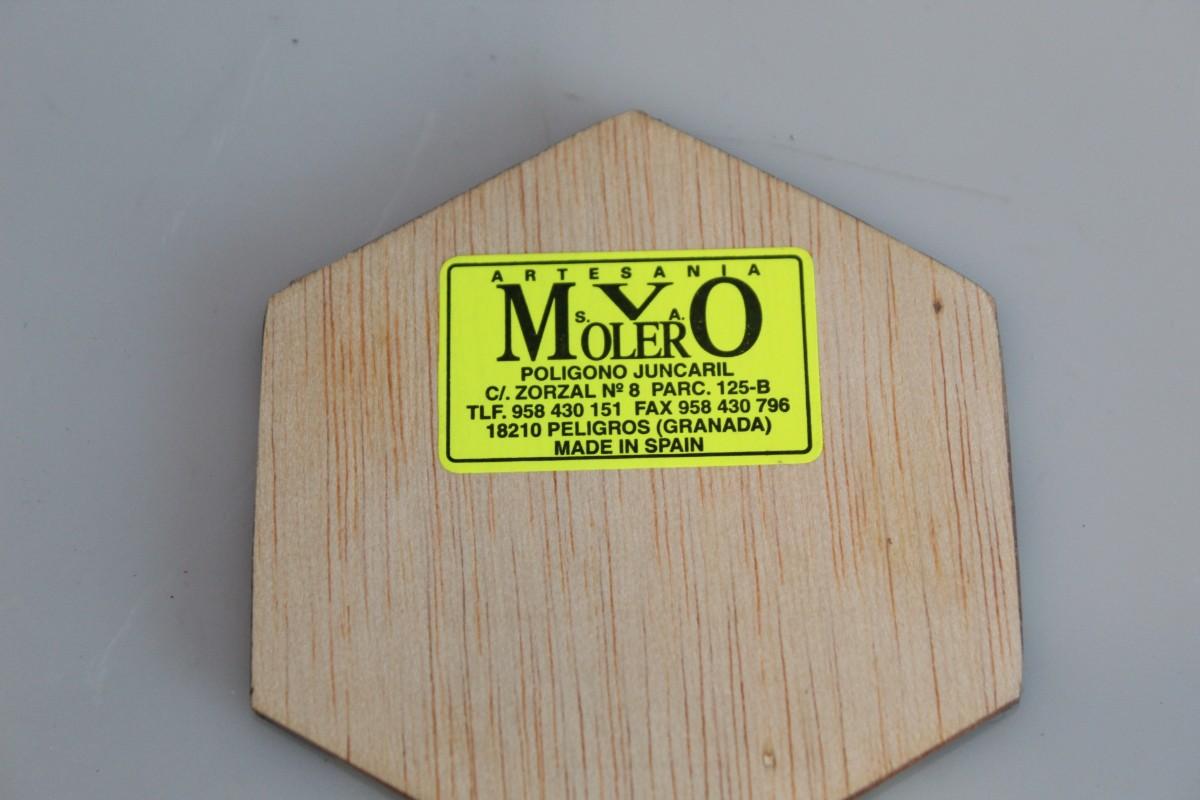 ARTESANÍA
MVO
S. A.
MOLERO
POLIGONO JUNCARIL
C/. ZORZAL Nº 8 PARC. 125-B
TLF. 958 430 151 FAX 958 430 796
18210 PELIGROS (GRANADA)
MADE IN SPAIN